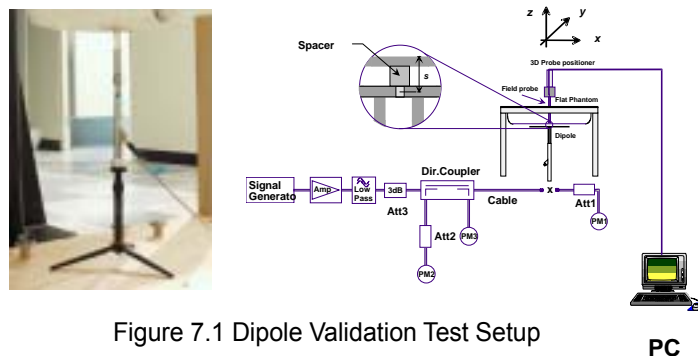 z
y
x
Spacer
s
3D Probe positioner
Field probe
Flat Phantom
Dipole
Signal
Generato
Amp
Low
Pass
3dB
Att3
Dir.Coupler
Cable
x
Att1
PM1
Att2
PM3
PM2
Figure 7.1 Dipole Validation Test Setup
PC